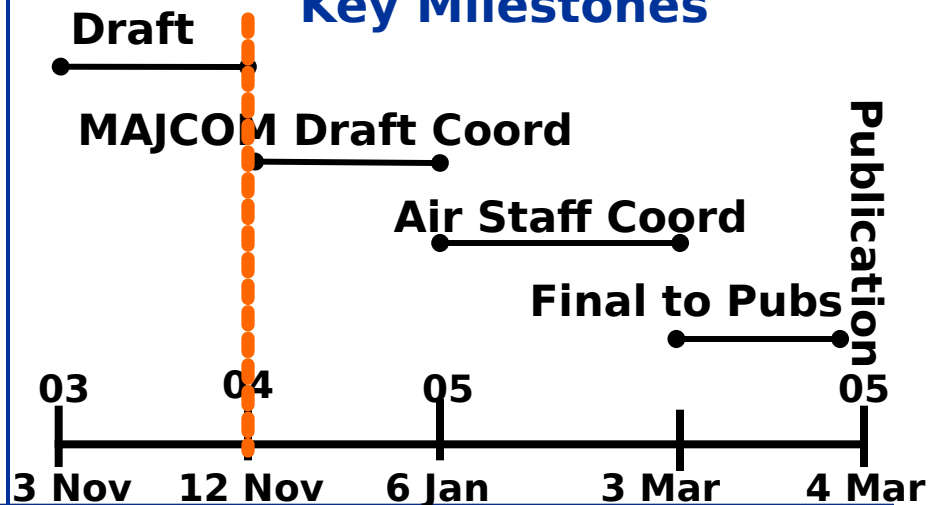 Key Milestones
Draft
MAJCOM Draft Coord
Air Staff Coord
Final to Pubs
Publication
03 04 05 05
3 Nov 12 Nov 6 Jan 3 Mar 4 Mar